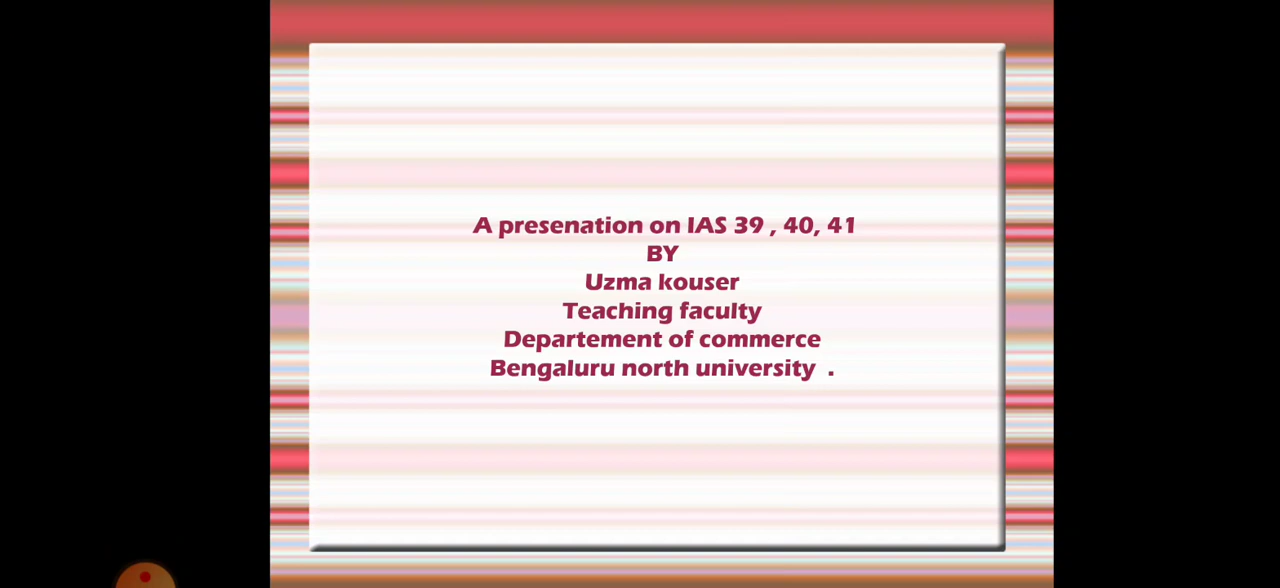 A presenation on IAS 39 , 40, 41
BY
Uzma kouser
Teaching faculty
Departement of commerce
Bengaluru north university  .